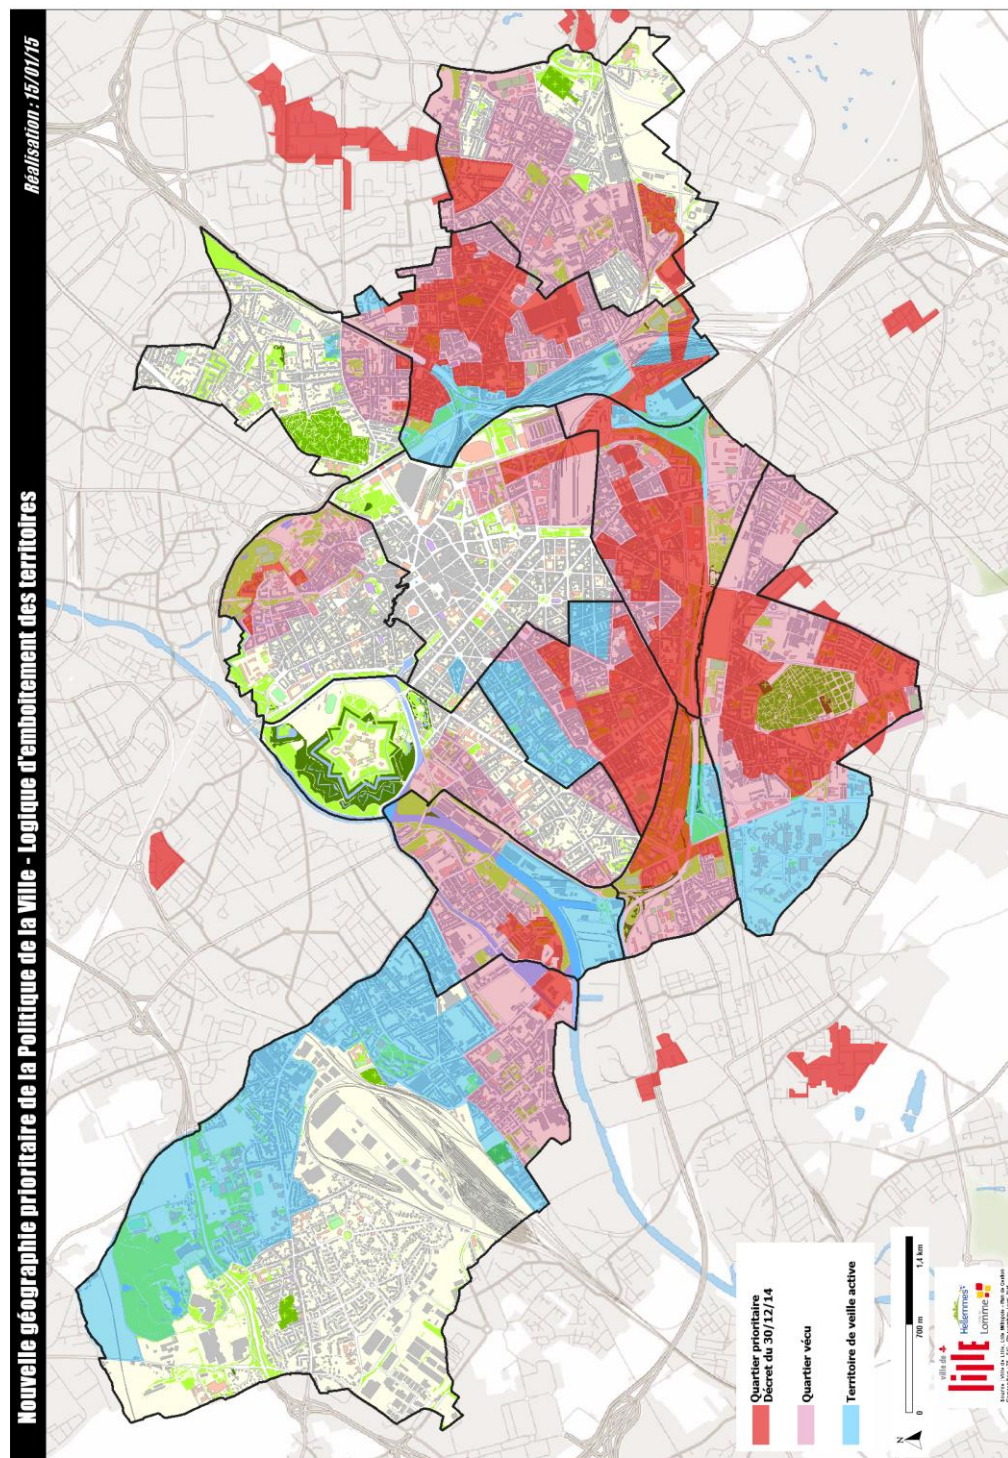 Nouvelle géographie prioritaire de la Politique de la Ville - Logique d'emboitement des territoires
Réalisation : 15/01/15
Quartier prioritaire
Décret du 30/12/14
Quartier vécu
Territoire de veille active
N
0
700 m
1.4 km
ville de
lille
Hellemmes
Lomme